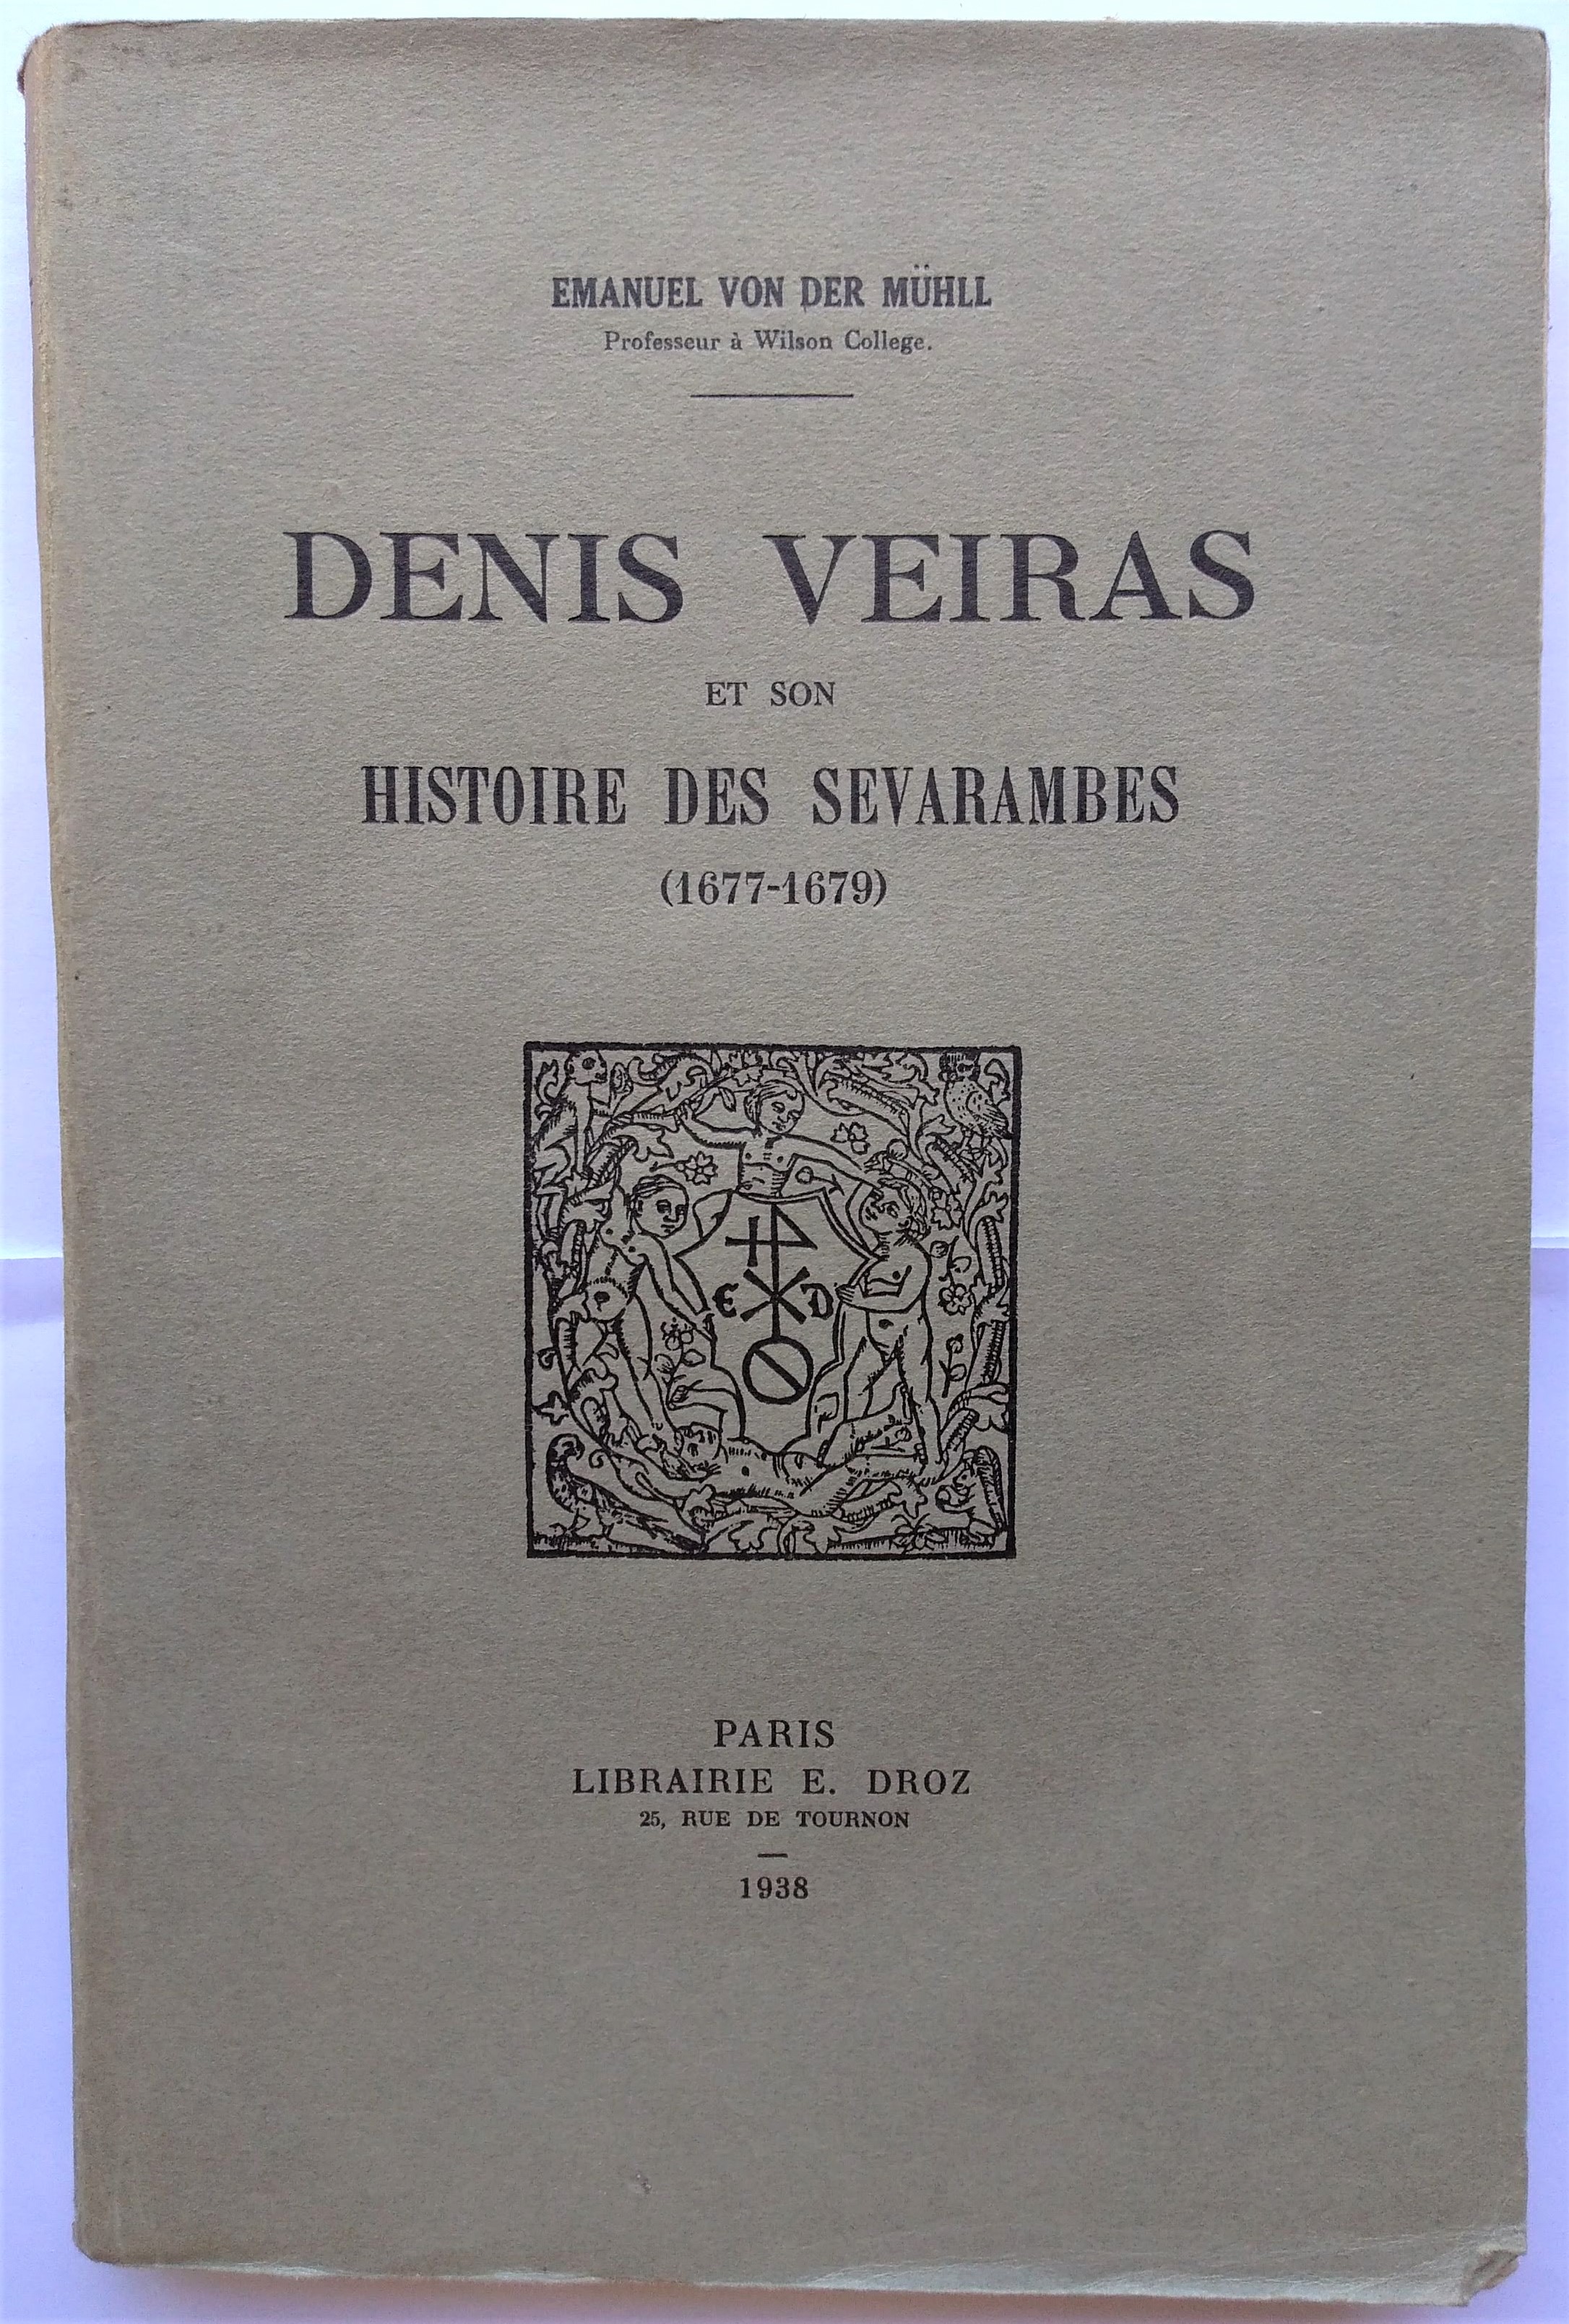 EMANUEL VON DER MÜHLL
Professeur à Wilson College.
DENIS VEIRAS
ET SON
HISTOIRE DES SEVARAMBES
(1677-1679)
E D
PARIS
LIBRAIRIE E. DROZ
25, RUE DE TOURNON
1938